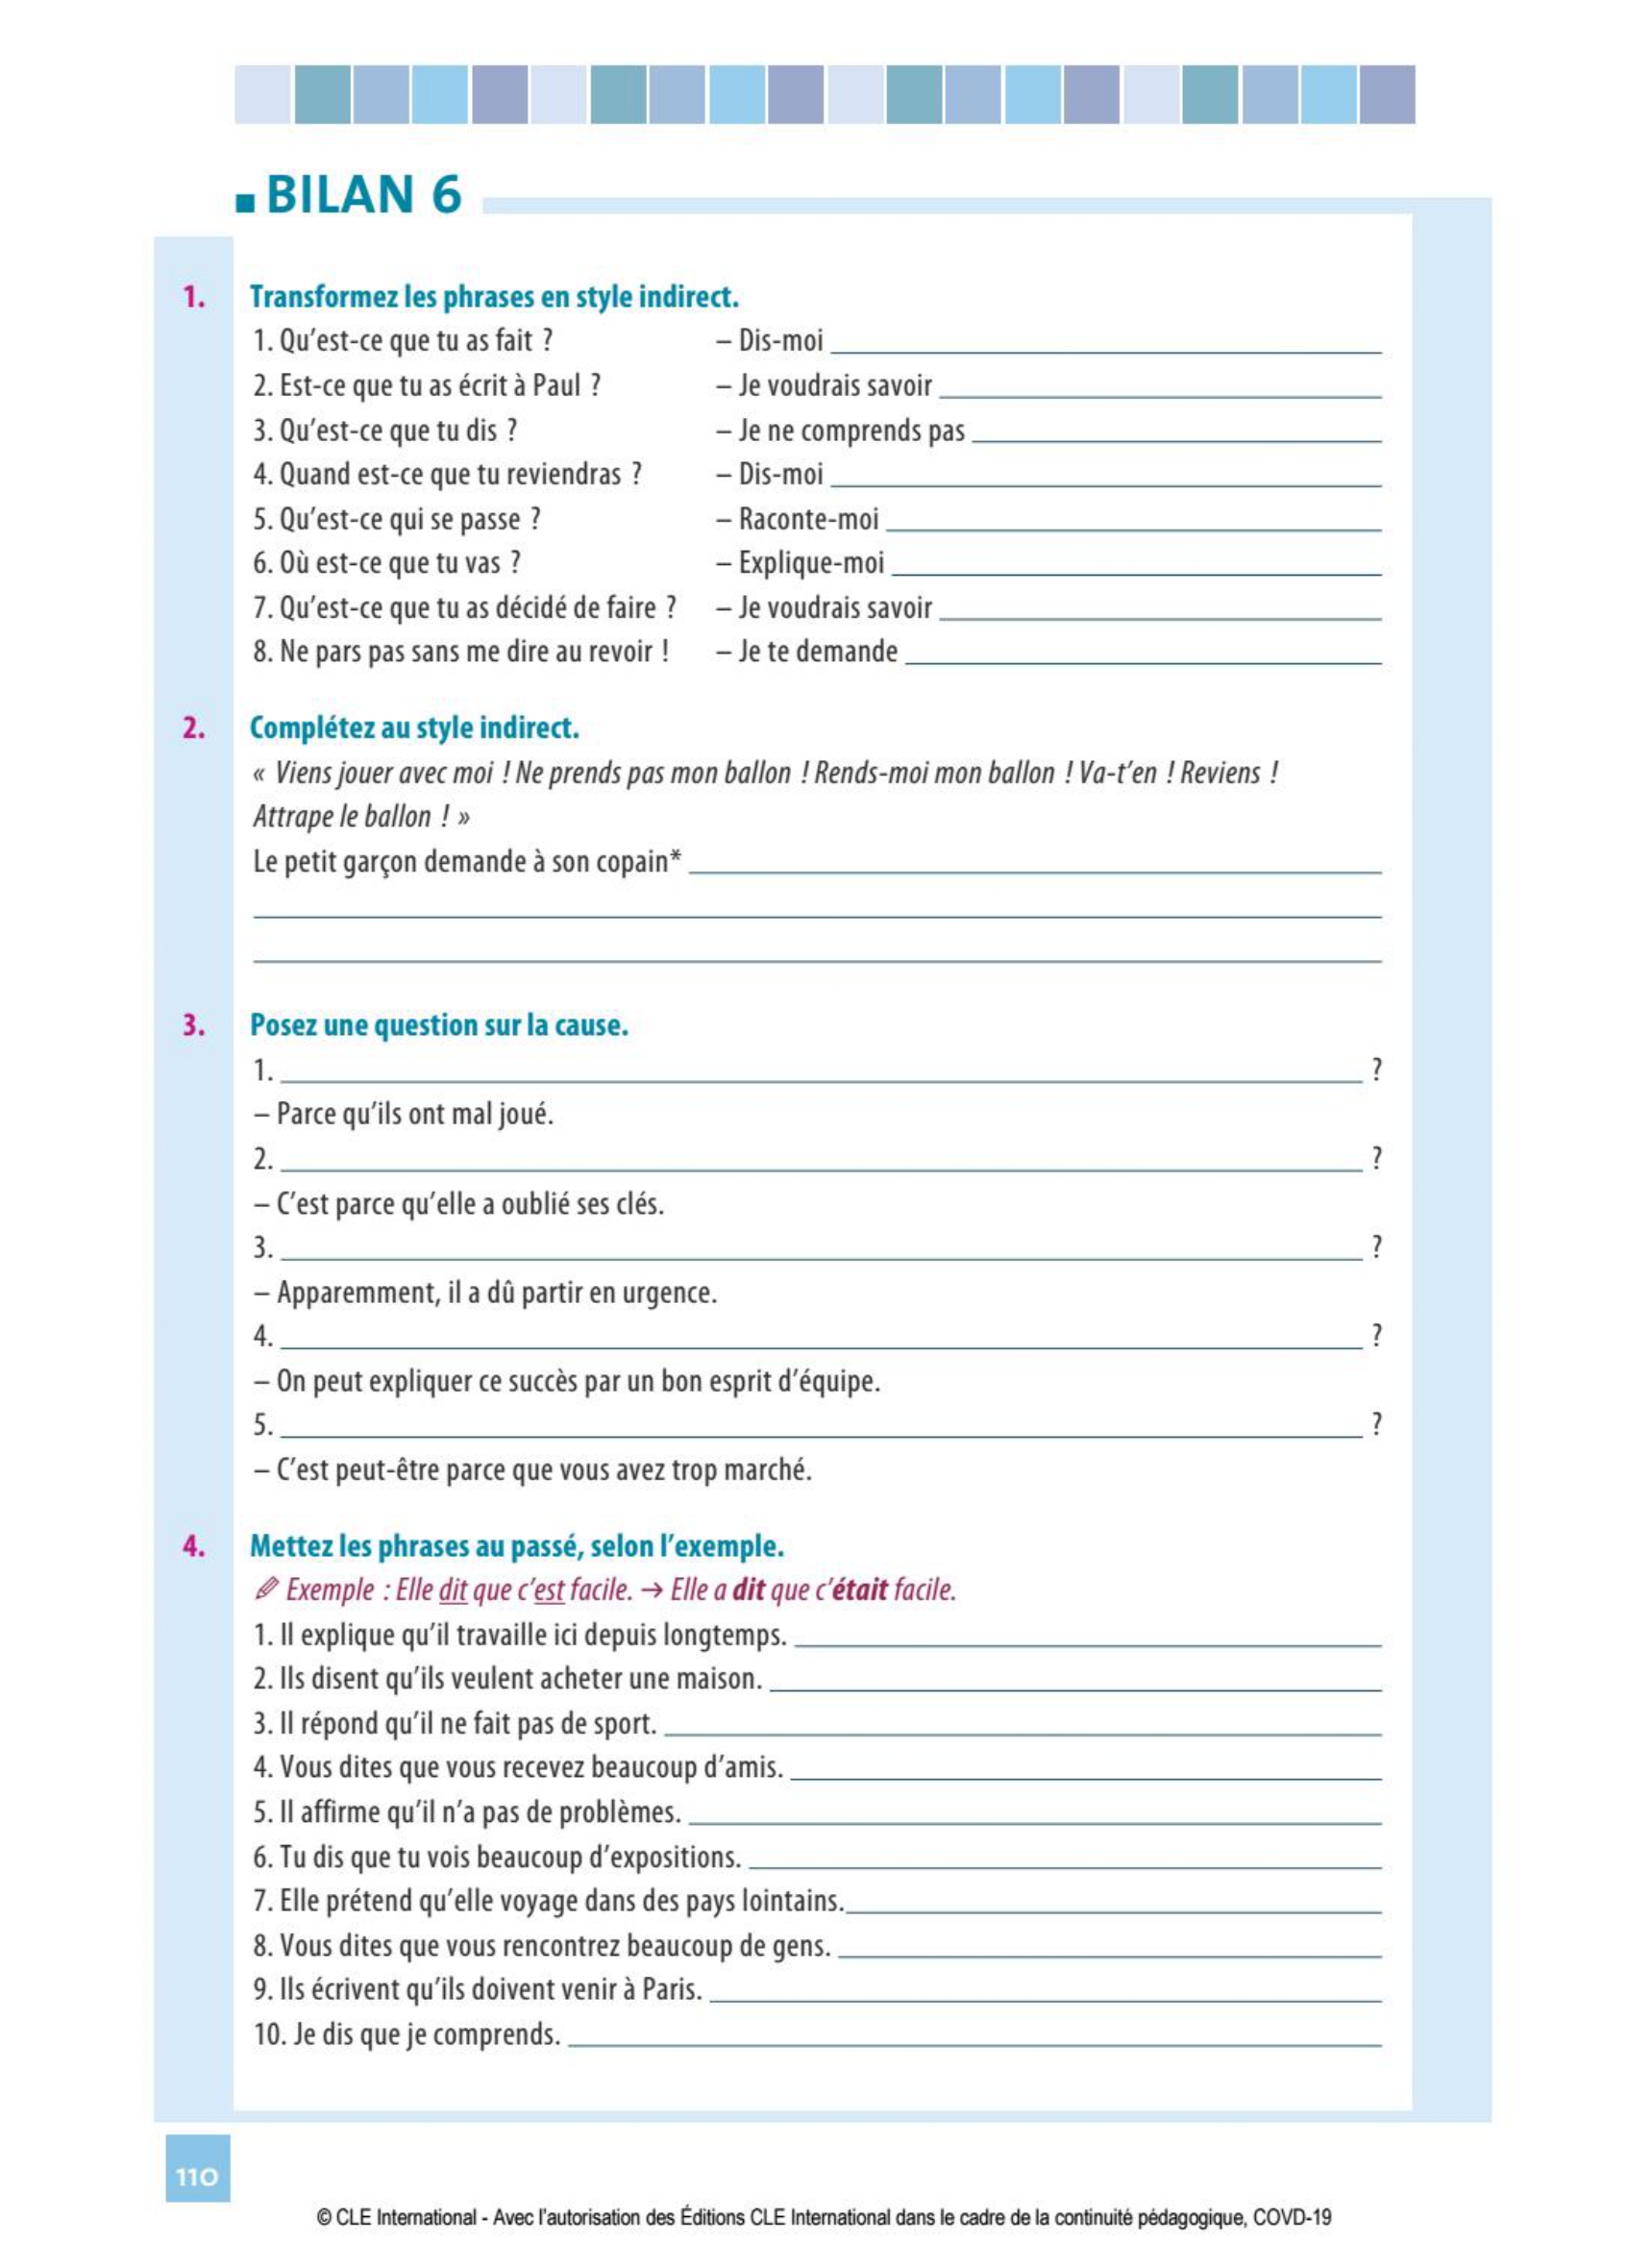 BILAN 6
1. Transformez les phrases en style indirect.
1. Qu'est-ce que tu as fait ? – Dis-moi
2. Est-ce que tu as écrit à Paul ? – Je voudrais savoir
3. Qu'est-ce que tu dis ? – Je ne comprends pas
4. Quand est-ce que tu reviendras ? – Dis-moi
5. Qu'est-ce qui se passe ? – Raconte-moi
6. Où est-ce que tu vas ? – Explique-moi
7. Qu'est-ce que tu as décidé de faire ? – Je voudrais savoir
8. Ne pars pas sans me dire au revoir ! – Je te demande
2. Complétez au style indirect.
« Viens jouer avec moi ! Ne prends pas mon ballon ! Rends-moi mon ballon ! Va-t'en ! Reviens !
Attrape le ballon ! »
Le petit garçon demande à son copain*
3. Posez une question sur la cause.
1. ?
– Parce qu'ils ont mal joué.
2. ?
– C'est parce qu'elle a oublié ses clés.
3. ?
– Apparemment, il a dû partir en urgence.
4. ?
– On peut expliquer ce succès par un bon esprit d'équipe.
5. ?
– C'est peut-être parce que vous avez trop marché.
4. Mettez les phrases au passé, selon l'exemple.
Exemple : Elle dit que c'est facile. → Elle a dit que c'était facile.
1. Il explique qu'il travaille ici depuis longtemps.
2. Ils disent qu'ils veulent acheter une maison.
3. Il répond qu'il ne fait pas de sport.
4. Vous dites que vous recevez beaucoup d'amis.
5. Il affirme qu'il n'a pas de problèmes.
6. Tu dis que tu vois beaucoup d'expositions.
7. Elle prétend qu'elle voyage dans des pays lointains.
8. Vous dites que vous rencontrez beaucoup de gens.
9. Ils écrivent qu'ils doivent venir à Paris.
10. Je dis que je comprends.
110
© CLE International - Avec l'autorisation des Éditions CLE International dans le cadre de la continuité pédagogique, COVD-19